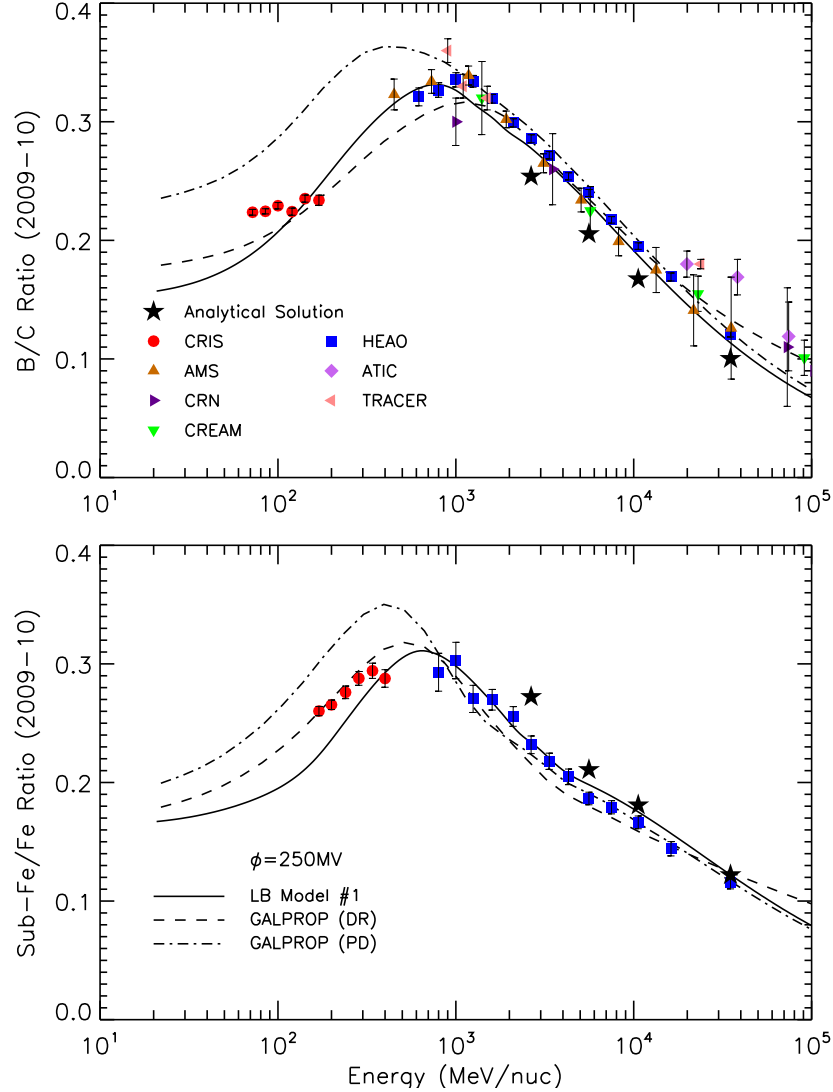 0.4
0.3
0.2
0.1
0.0
B/C Ratio (2009-10)
Analytical Solution
CRIS
HEAO
AMS
ATIC
CRN
TRACER
CREAM
10^1
10^2
10^3
10^4
10^5
0.4
0.3
0.2
0.1
0.0
Sub-Fe/Fe Ratio (2009-10)
φ=250MV
LB Model #1
GALPROP (DR)
GALPROP (PD)
10^1
10^2
10^3
10^4
10^5
Energy (MeV/nuc)